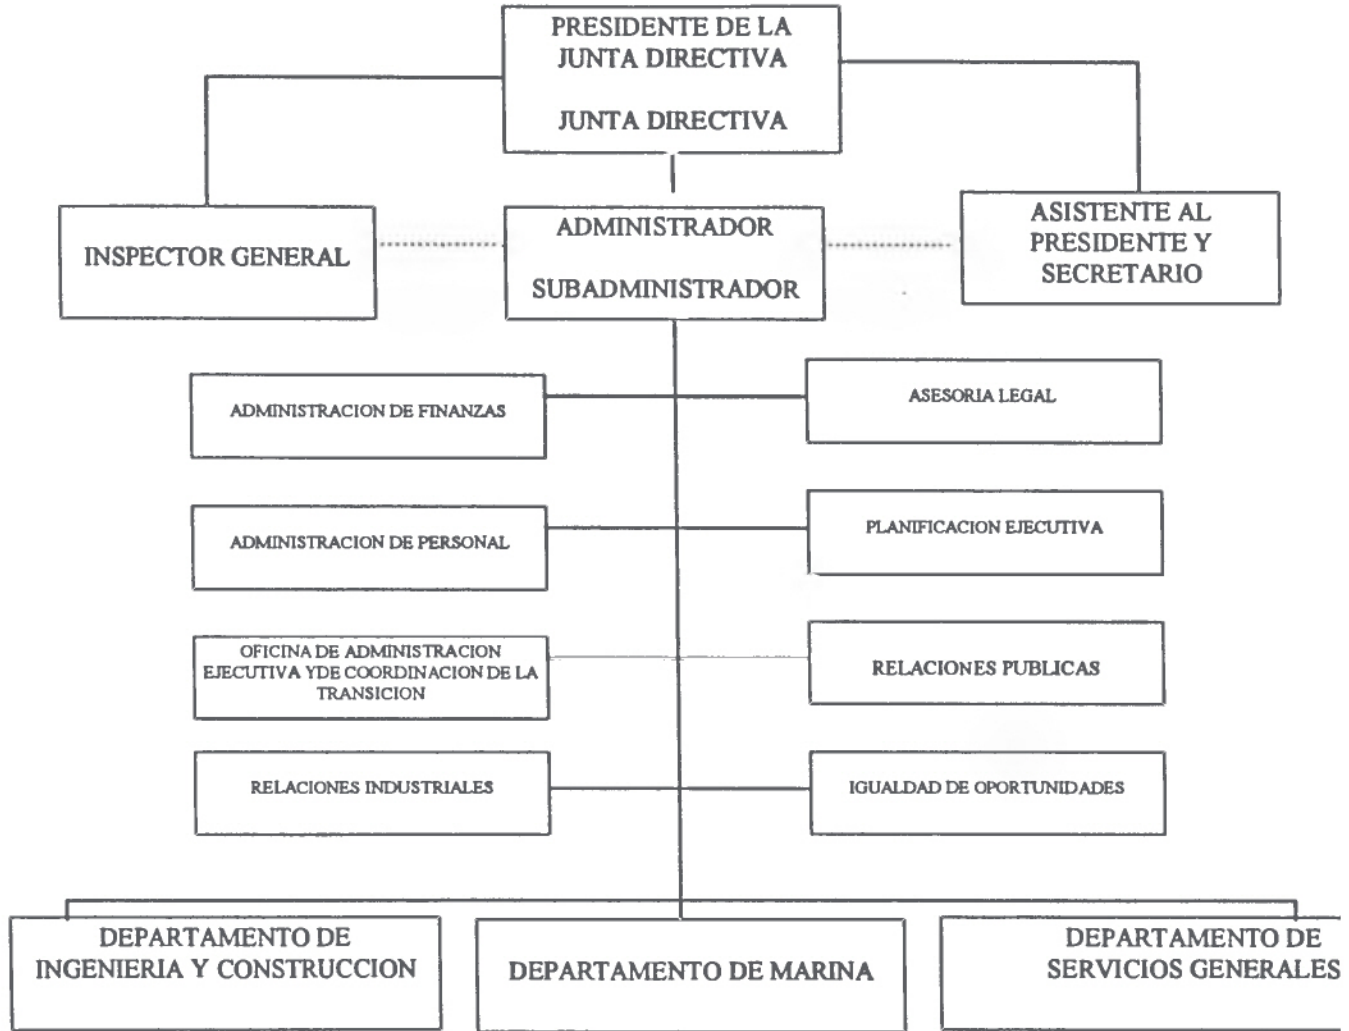 PRESIDENTE DE LA
JUNTA DIRECTIVA
JUNTA DIRECTIVA
INSPECTOR GENERAL
ADMINISTRADOR
SUBADMINISTRADOR
ASISTENTE AL
PRESIDENTE Y
SECRETARIO
ADMINISTRACION DE FINANZAS
ASESORIA LEGAL
ADMINISTRACION DE PERSONAL
PLANIFICACION EJECUTIVA
OFICINA DE ADMINISTRACION
EJECUTIVA YDE COORDINACION DE LA
TRANSICION
RELACIONES PUBLICAS
RELACIONES INDUSTRIALES
IGUALDAD DE OPORTUNIDADES
DEPARTAMENTO DE
INGENIERIA Y CONSTRUCCION
DEPARTAMENTO DE MARINA
DEPARTAMENTO DE
SERVICIOS GENERALES